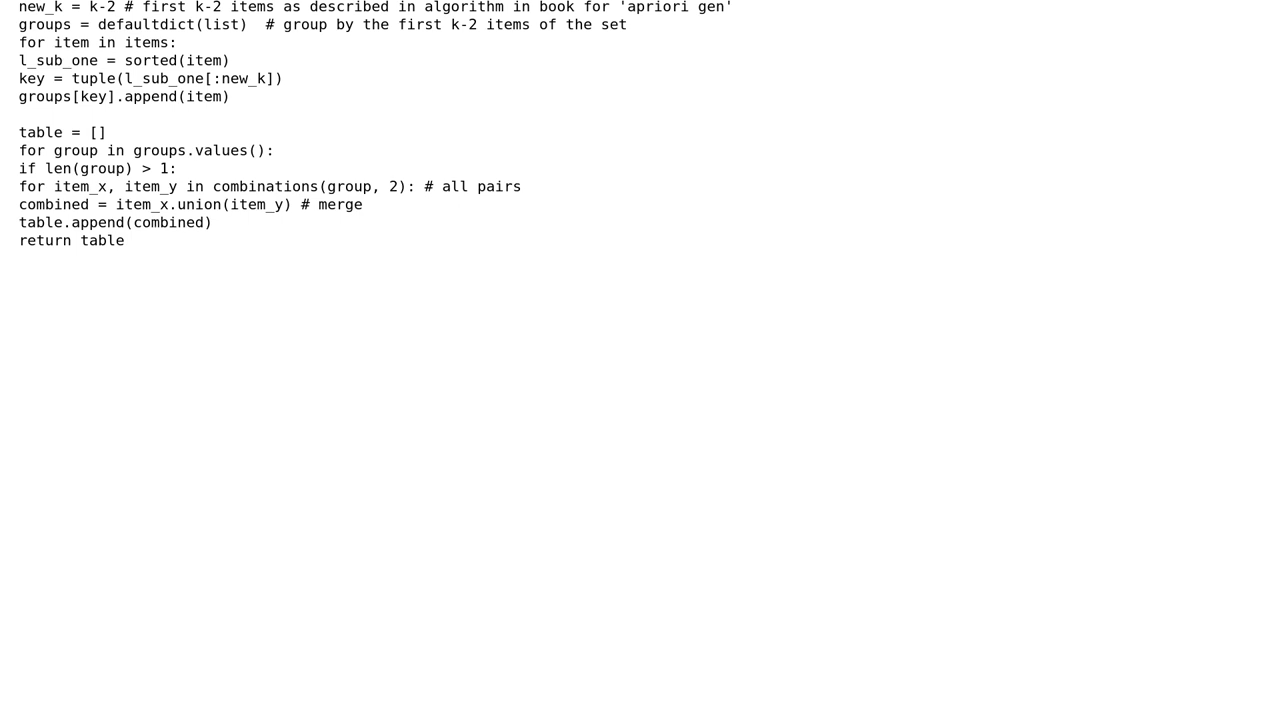 new_k = k-2 # first k-2 items as described in algorithm in book for 'apriori gen'
groups = defaultdict(list)  # group by the first k-2 items of the set
for item in items:
l_sub_one = sorted(item)
key = tuple(l_sub_one[:new_k])
groups[key].append(item)

table = []
for group in groups.values():
if len(group) > 1:
for item_x, item_y in combinations(group, 2): # all pairs
combined = item_x.union(item_y) # merge
table.append(combined)
return table